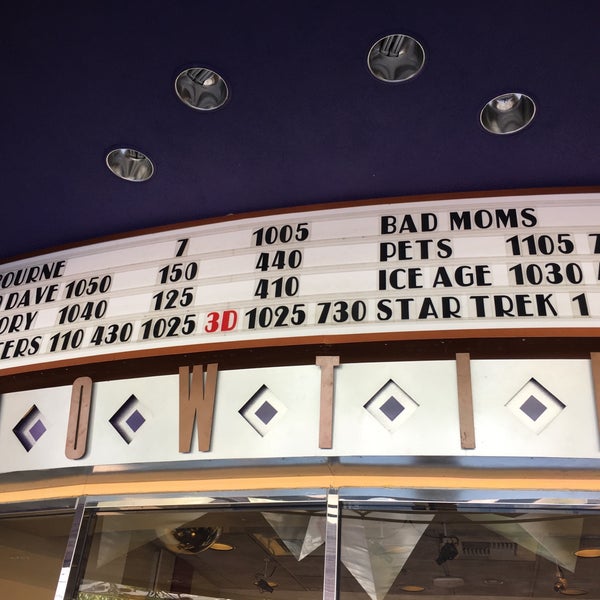 BOURNE 7 1005 BAD MOMS
DAVE 1050 150 440 PETS 1105 7
ORY 1040 125 410 ICE AGE 1030
TERS 110 430 1025 3D 1025 730 STAR TREK 1
O W T I